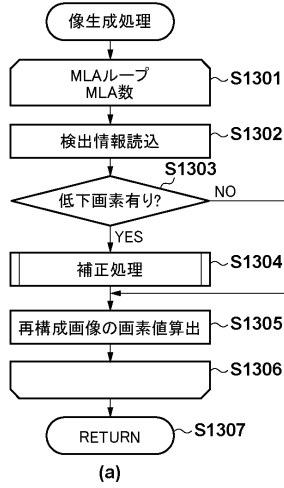 像生成処理
MLAループ
MLA数
S1301
検出情報読込
S1302
S1303
低下画素有り?
NO
YES
補正処理
S1304
再構成画像の画素値算出
S1305
S1306
RETURN
S1307
(a)